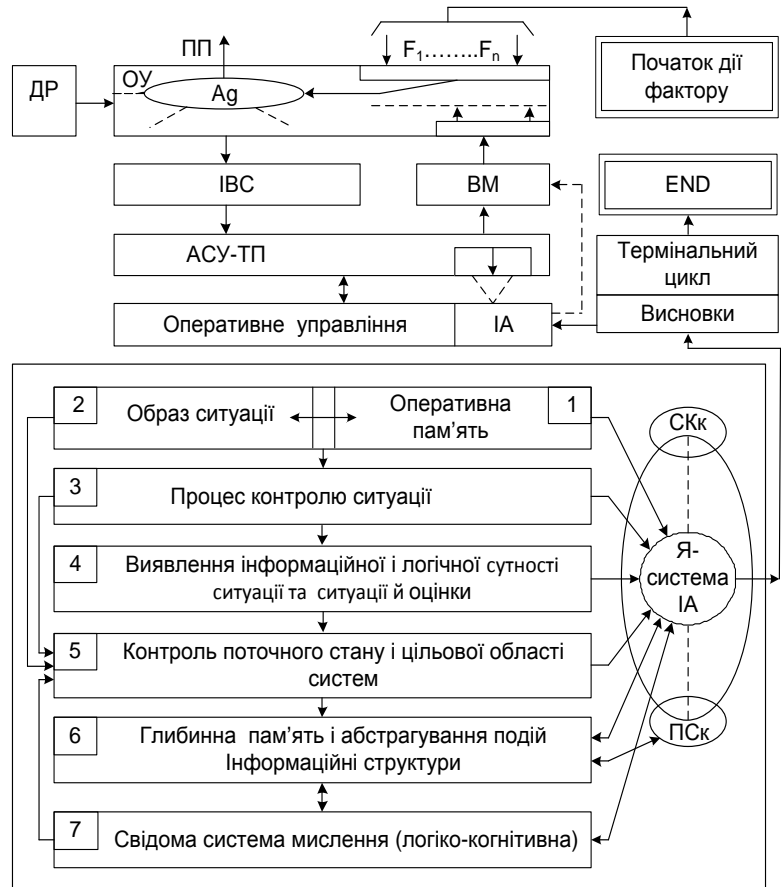 ПП
F1........Fn
Початок дії
фактору
ДР
ОУ
Ag
ІВС
ВМ
END
АСУ-ТП
Термінальний
цикл
Оперативне управління
ІА
Висновки
2
Образ ситуації
Оперативна
пам’ять
1
СКк
3
Процес контролю ситуації
4
Виявлення інформаційної і логічної сутності
ситуації та ситуації й оцінки
Я-
система
ІА
5
Контроль поточного стану і цільової області
систем
6
Глибинна пам’ять і абстрагування подій
Інформаційні структури
ПСк
7
Свідома система мислення (логіко-когнітивна)